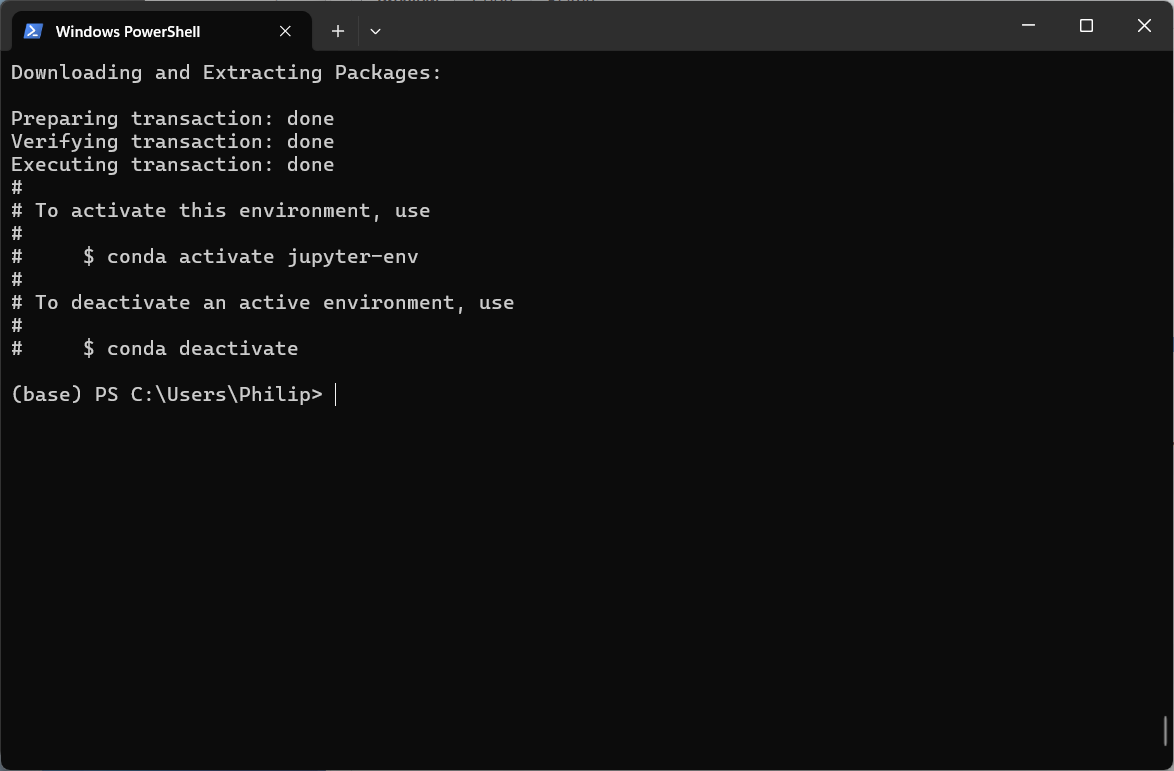 Windows PowerShell
Downloading and Extracting Packages:
Preparing transaction: done
Verifying transaction: done
Executing transaction: done
#
# To activate this environment, use
#
#     $ conda activate jupyter-env
#
# To deactivate an active environment, use
#
#     $ conda deactivate
(base) PS C:\Users\Philip>